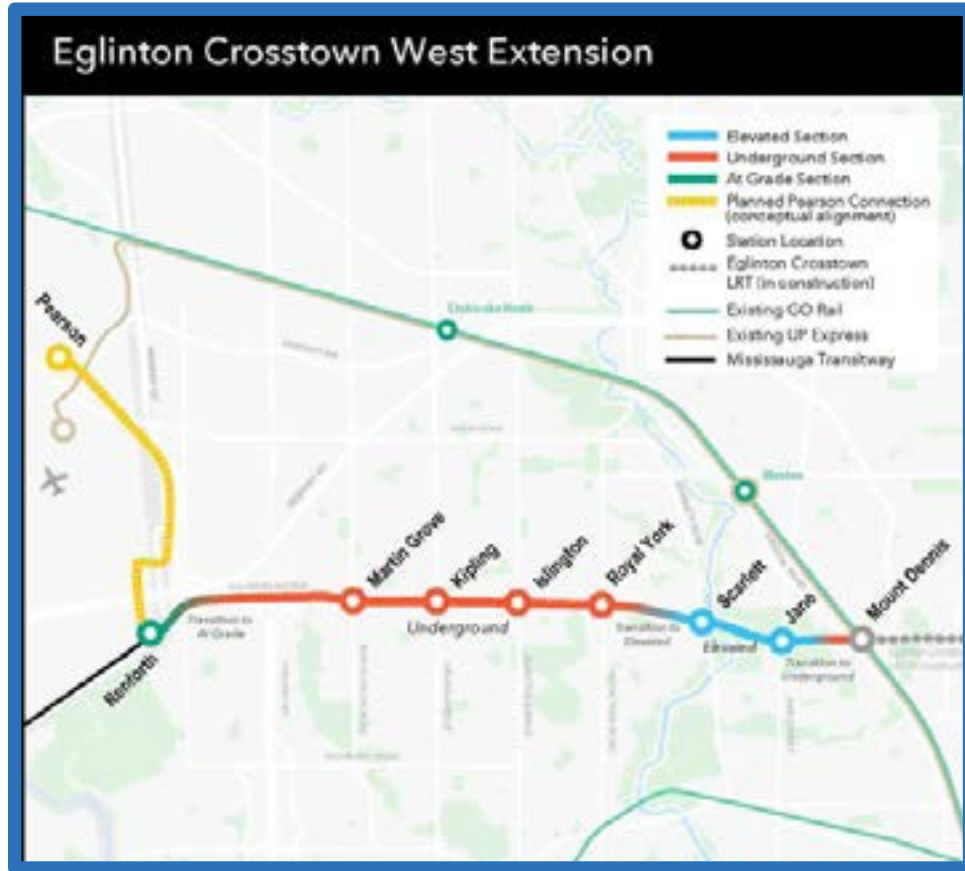 Eglinton Crosstown West Extension
Elevated Section
Underground Section
At Grade Section
Planned Pearson Connection
(conceptual alignment)
Station Location
Eglinton Crosstown
LRT (in construction)
Existing GO Rail
Existing UP Express
Mississauga Transitway
Pearson
Etobicoke North
Weston
Martin Grove
Kipling
Islington
Royal York
Scarlett
Jane
Mount Dennis
Renforth
Transition to
At Grade
Underground
Transition to
Elevated
Elevated
Transition to
Underground